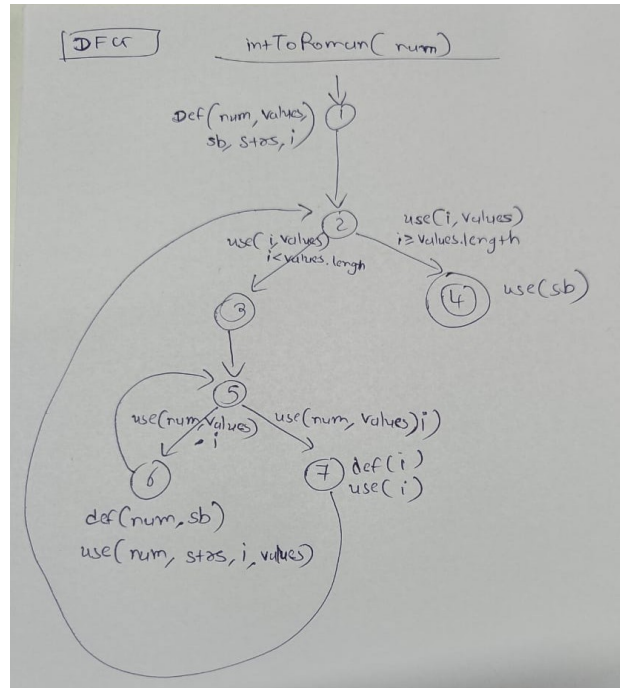 DFG
intToRoman( num)
1
Def(num, values,
sb, strs, i)
2
use(i, values)
i<values.length
use(i, values)
i≥values.length
3
4
use(sb)
5
use(num, values)
i
use(num, values) i)
6
7
def(i)
use(i)
def(num, sb)
use(num, strs, i, values)